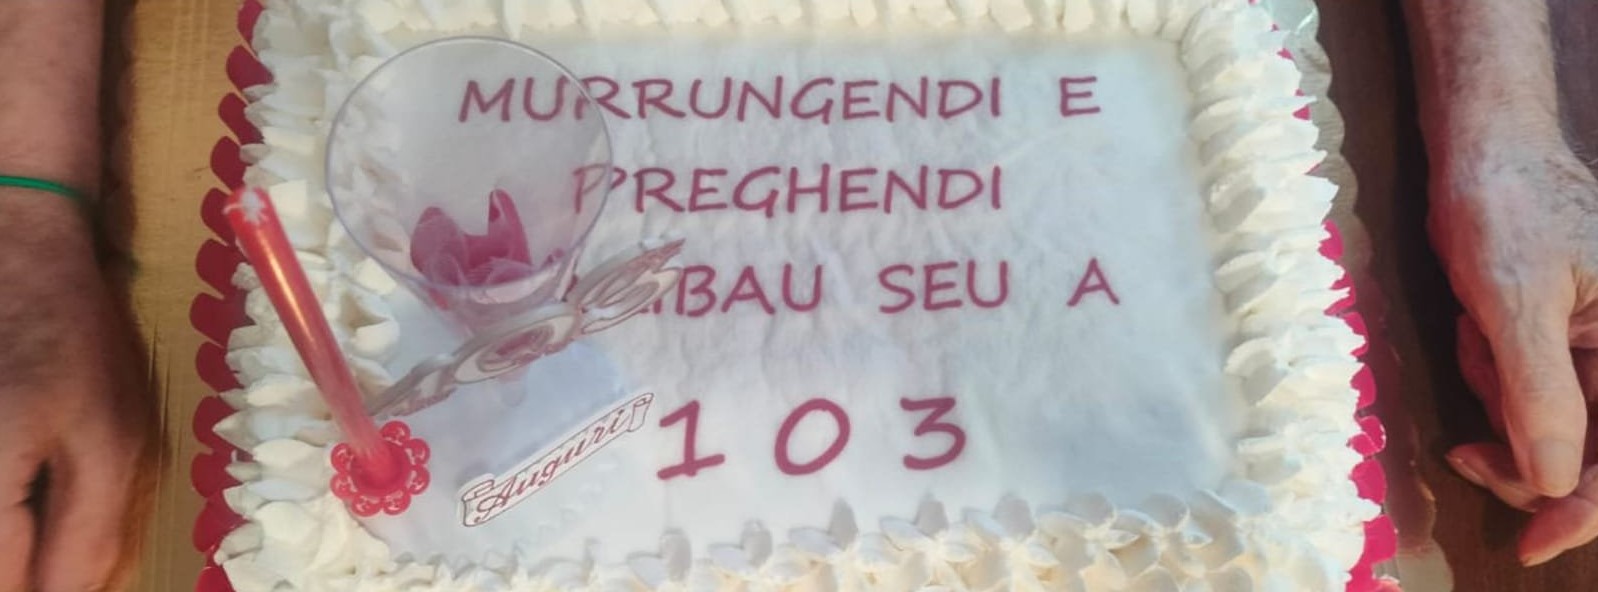 MURRUNGENDI E
PREGHENDI
SEU A
Auguri
103